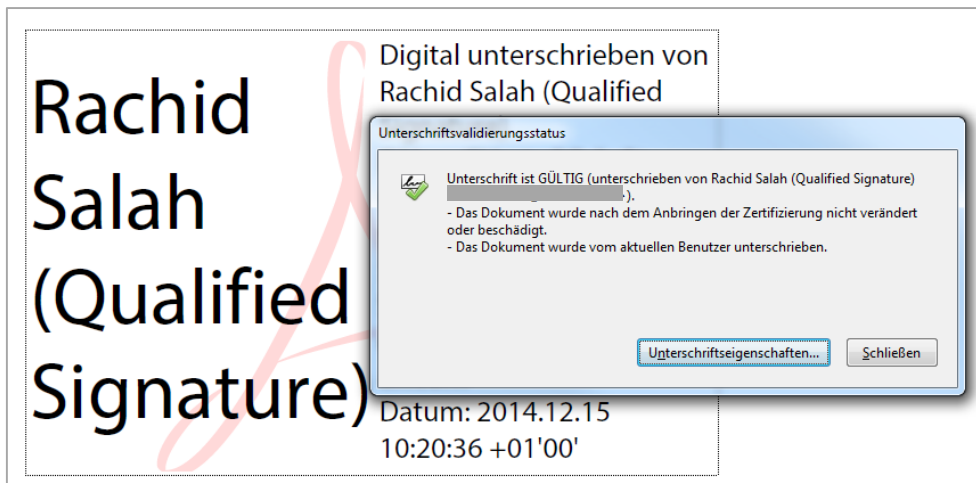 Rachid
Salah
(Qualified
Signature)
Digital unterschrieben von
Rachid Salah (Qualified
Unterschriftsvalidierungsstatus
Unterschrift ist GÜLTIG (unterschrieben von Rachid Salah (Qualified Signature)
).
- Das Dokument wurde nach dem Anbringen der Zertifizierung nicht verändert
oder beschädigt.
- Das Dokument wurde vom aktuellen Benutzer unterschrieben.
Unterschriftseigenschaften...
Schließen
Datum: 2014.12.15
10:20:36 +01'00'